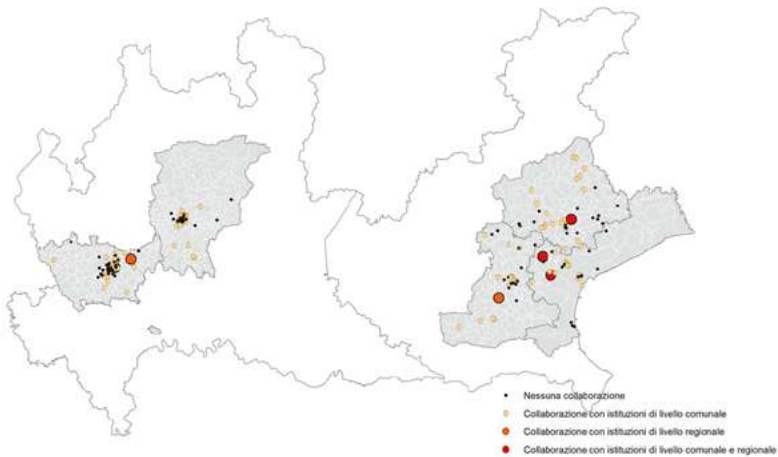 Nessuna collaborazione
Collaborazione con istituzioni di livello comunale
Collaborazione con istituzioni di livello regionale
Collaborazione con istituzioni di livello comunale e regionale